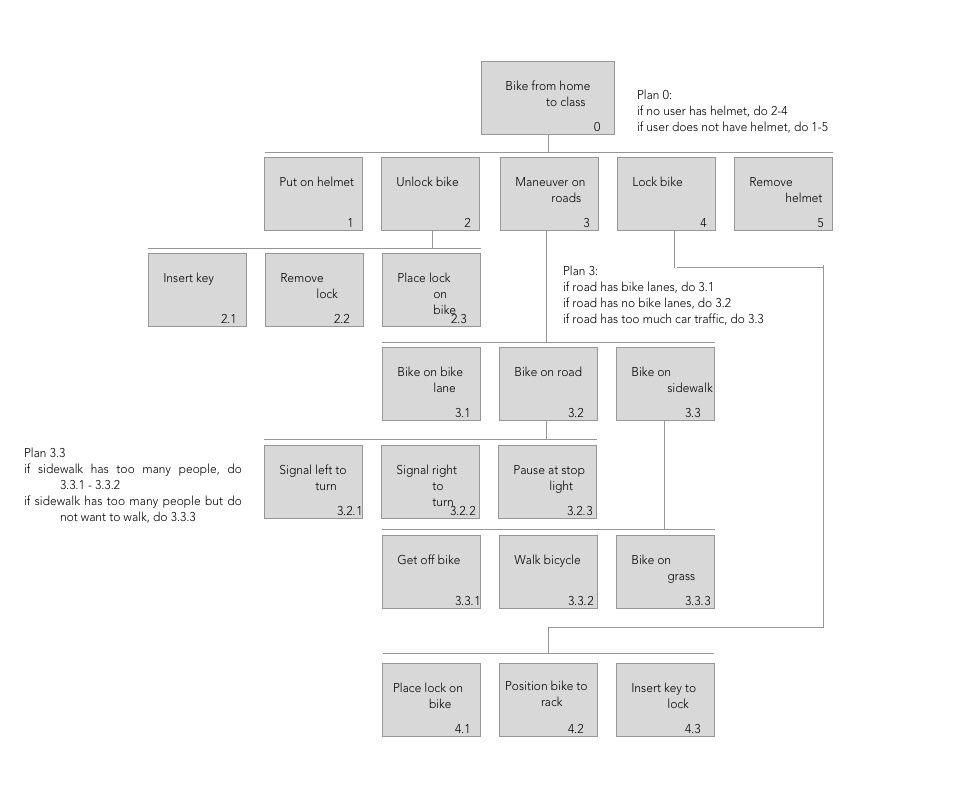 Bike from home
to class
0
Plan 0:
if no user has helmet, do 2-4
if user does not have helmet, do 1-5
Put on helmet
1
Unlock bike
2
Maneuver on
roads
3
Lock bike
4
Remove
helmet
5
Insert key
2.1
Remove
lock
2.2
Place lock
on
bike
2.3
Plan 3:
if road has bike lanes, do 3.1
if road has no bike lanes, do 3.2
if road has too much car traffic, do 3.3
Bike on bike
lane
3.1
Bike on road
3.2
Bike on
sidewalk
3.3
Plan 3.3
if sidewalk has too many people, do
3.3.1 - 3.3.2
if sidewalk has too many people but do
not want to walk, do 3.3.3
Signal left to
turn
3.2.1
Signal right
to
turn
3.2.2
Pause at stop
light
3.2.3
Get off bike
3.3.1
Walk bicycle
3.3.2
Bike on
grass
3.3.3
Place lock on
bike
4.1
Position bike to
rack
4.2
Insert key to
lock
4.3